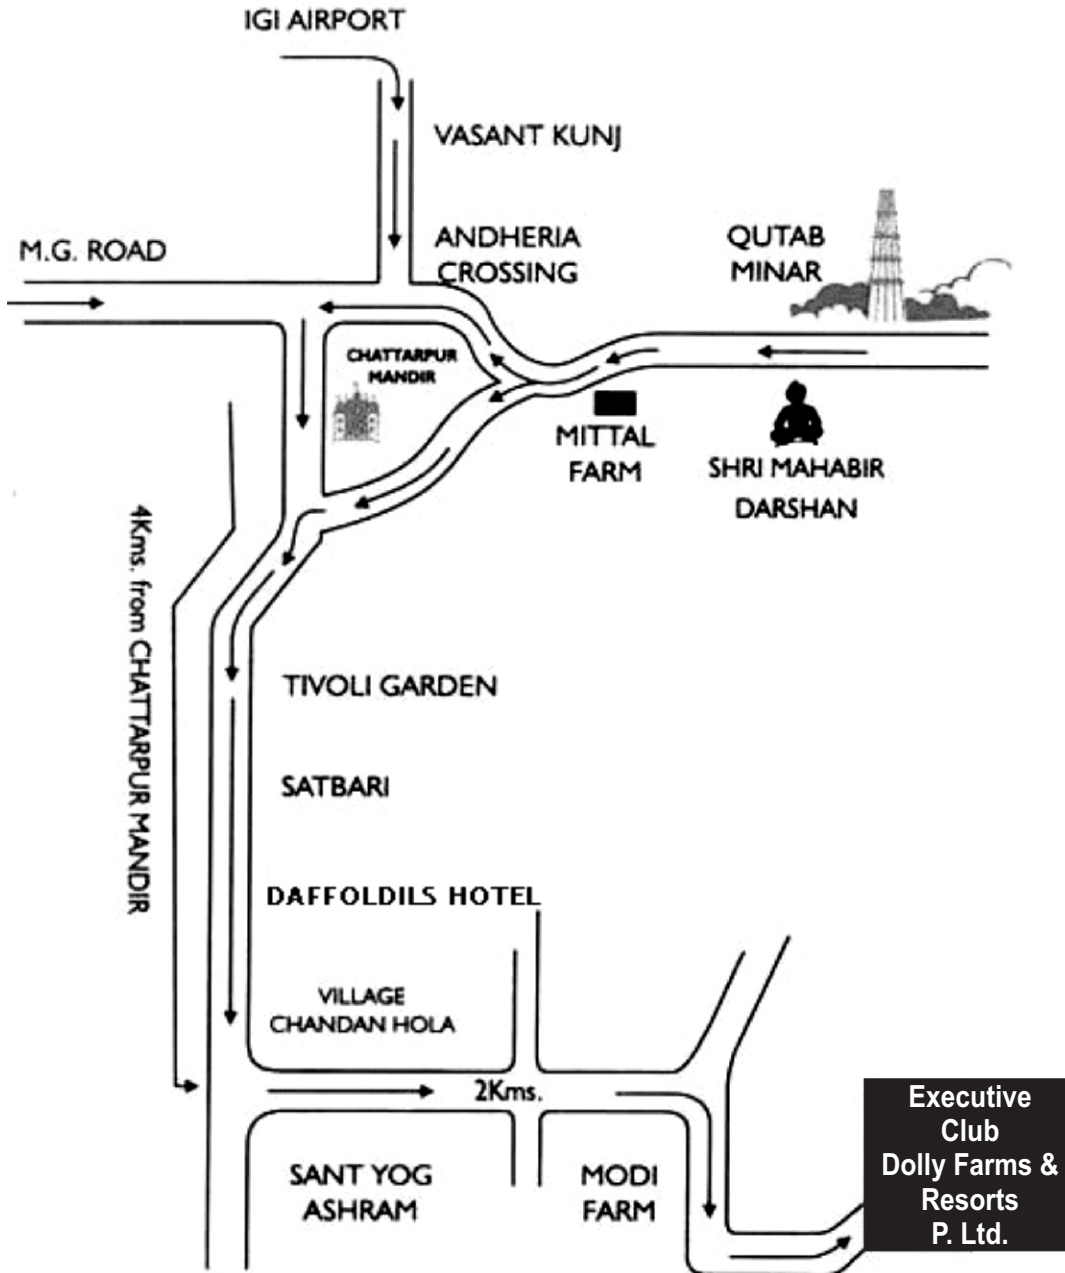 IGI AIRPORT
VASANT KUNJ
M.G. ROAD
ANDHERIA
CROSSING
QUTAB
MINAR
CHATTARPUR
MANDIR
MITTAL
FARM
SHRI MAHABIR
DARSHAN
4Kms. from CHATTARPUR MANDIR
TIVOLI GARDEN
SATBARI
DAFFOLDILS HOTEL
VILLAGE
CHANDAN HOLA
2Kms.
SANT YOG
ASHRAM
MODI
FARM
Executive
Club
Dolly Farms &
Resorts
P. Ltd.